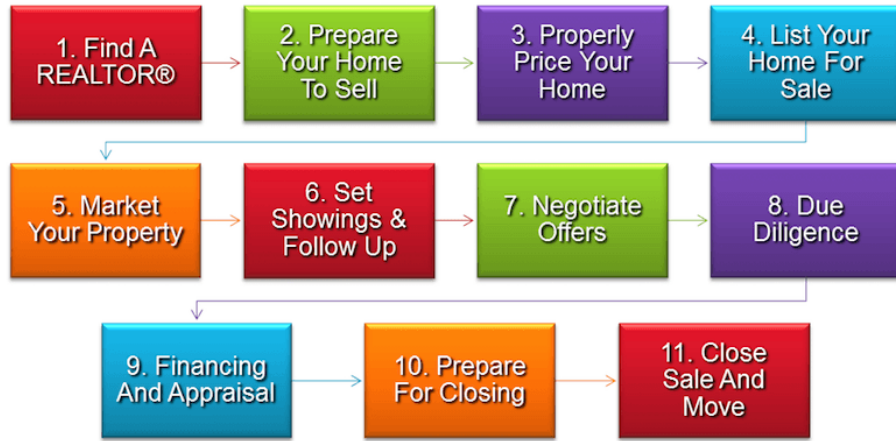 1. Find A
REALTOR®
2. Prepare
Your Home
To Sell
3. Properly
Price Your
Home
4. List Your
Home For
Sale
5. Market
Your Property
6. Set
Showings &
Follow Up
7. Negotiate
Offers
8. Due
Diligence
9. Financing
And Appraisal
10. Prepare
For Closing
11. Close
Sale And
Move